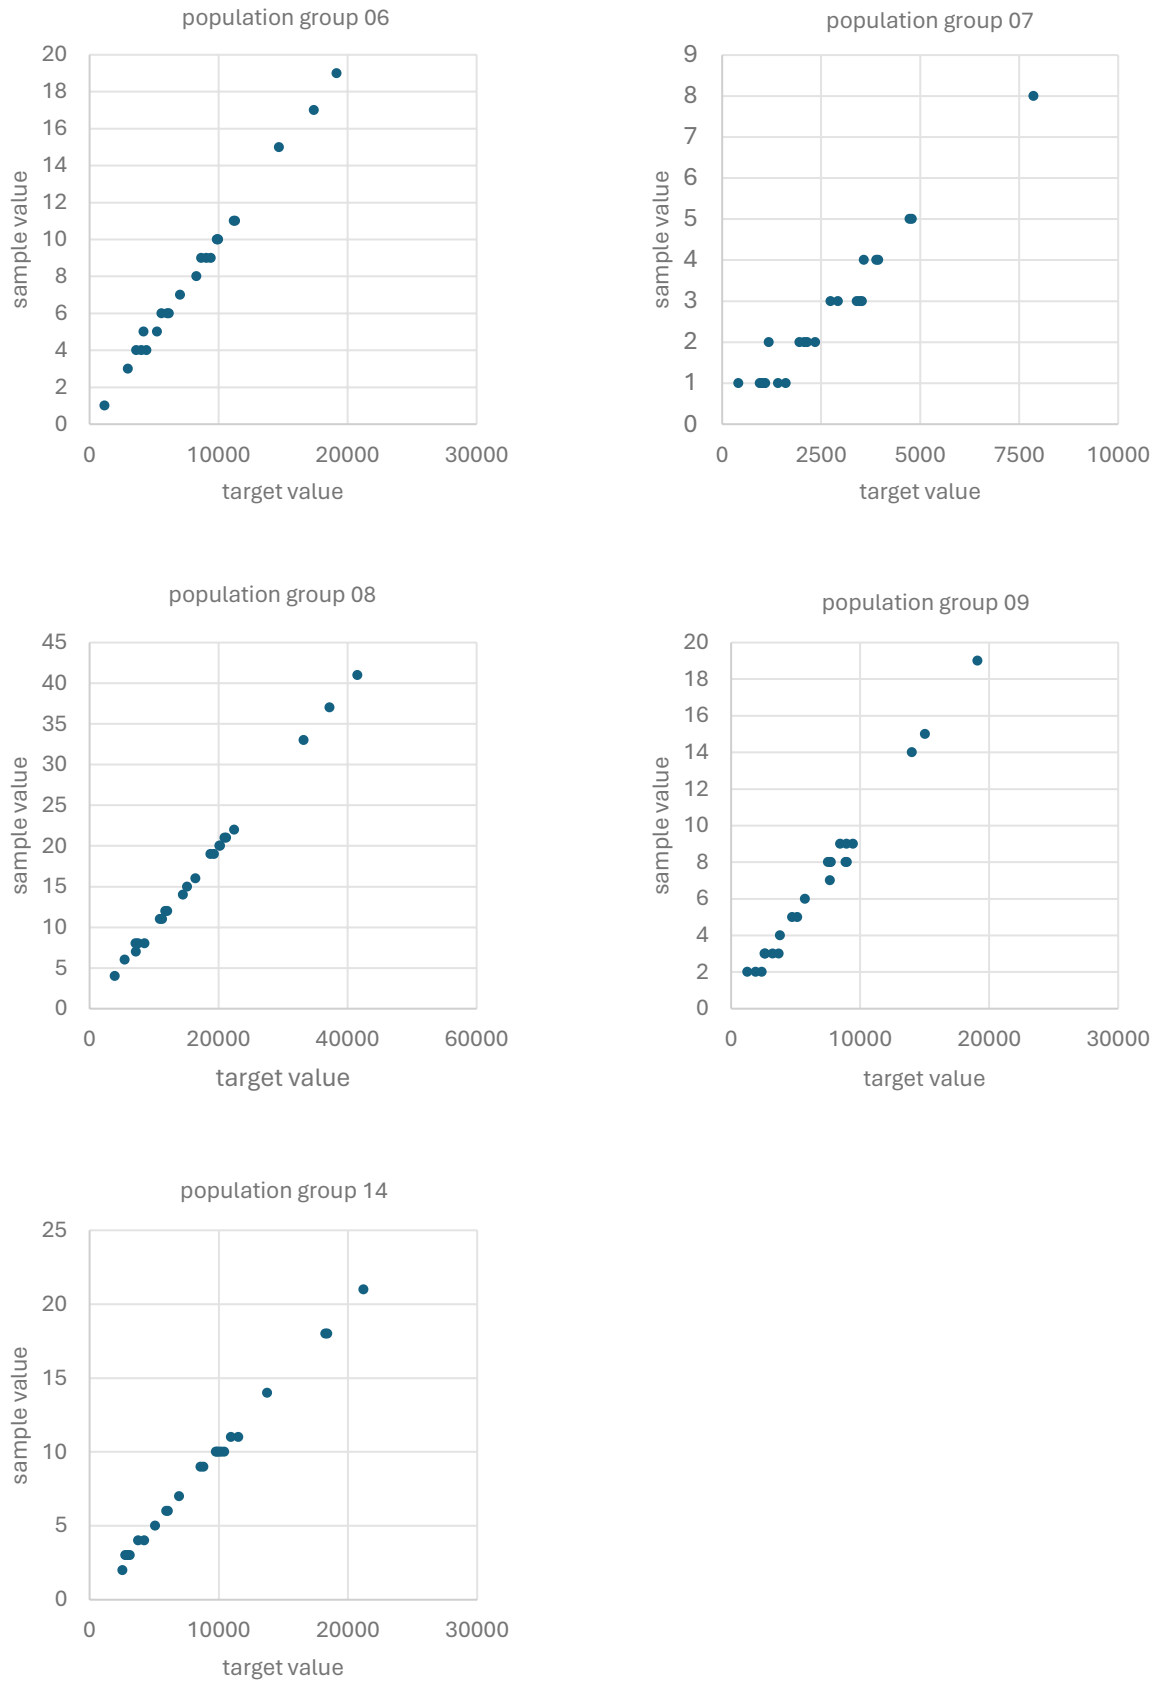 population group 06
20
18
16
14
12
10
8
6
4
2
0
sample value
0 10000 20000 30000
target value
population group 07
9
8
7
6
5
4
3
2
1
0
sample value
0 2500 5000 7500 10000
target value
population group 08
45
40
35
30
25
20
15
10
5
0
sample value
0 20000 40000 60000
target value
population group 09
20
18
16
14
12
10
8
6
4
2
0
sample value
0 10000 20000 30000
target value
population group 14
25
20
15
10
5
0
sample value
0 10000 20000 30000
target value